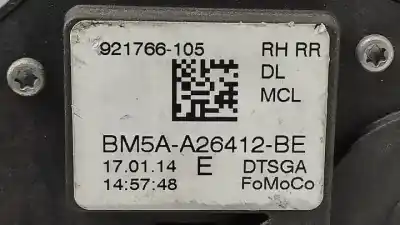 921766-105 RH RR
DL
MCL
BM5A-A26412-BE
17.01.14 E DTSGA
14:57:48 FoMoCo